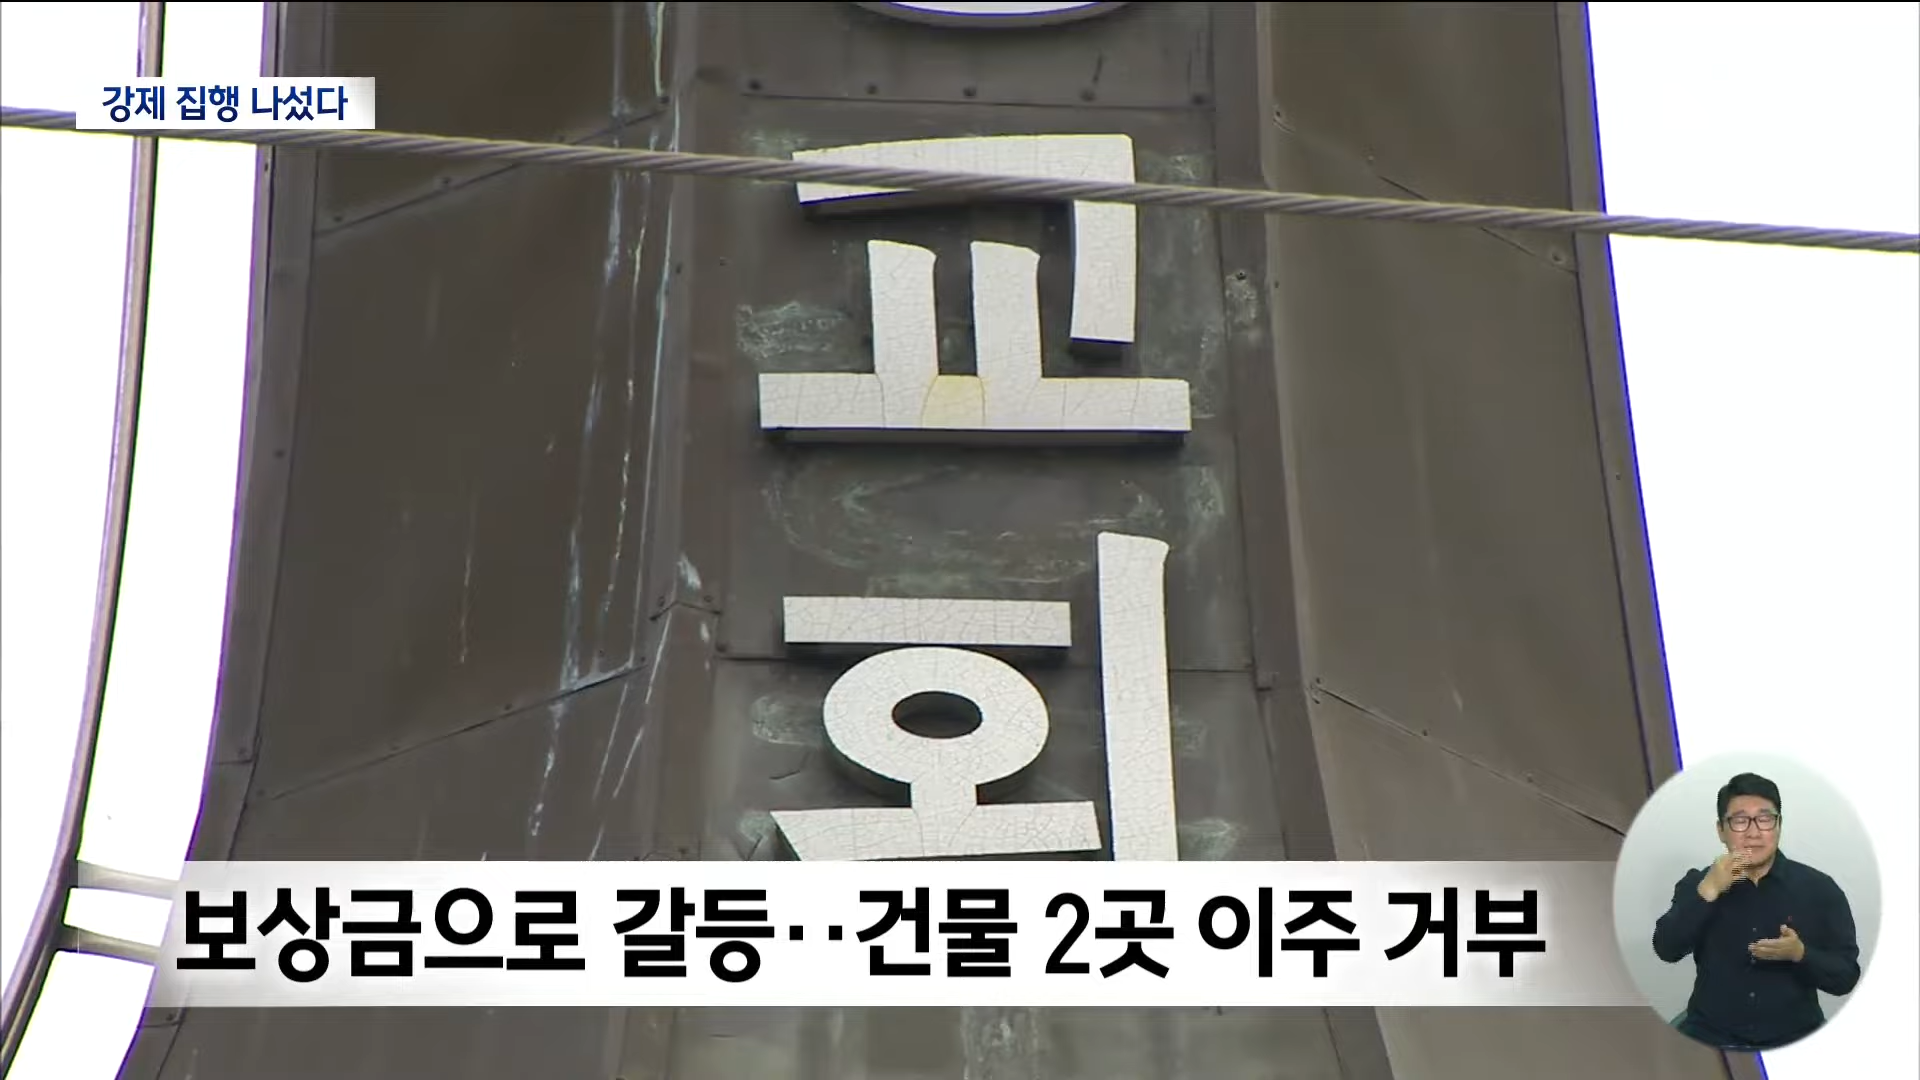 강제 집행 나섰다
교
회
보상금으로 갈등‥건물 2곳 이주 거부